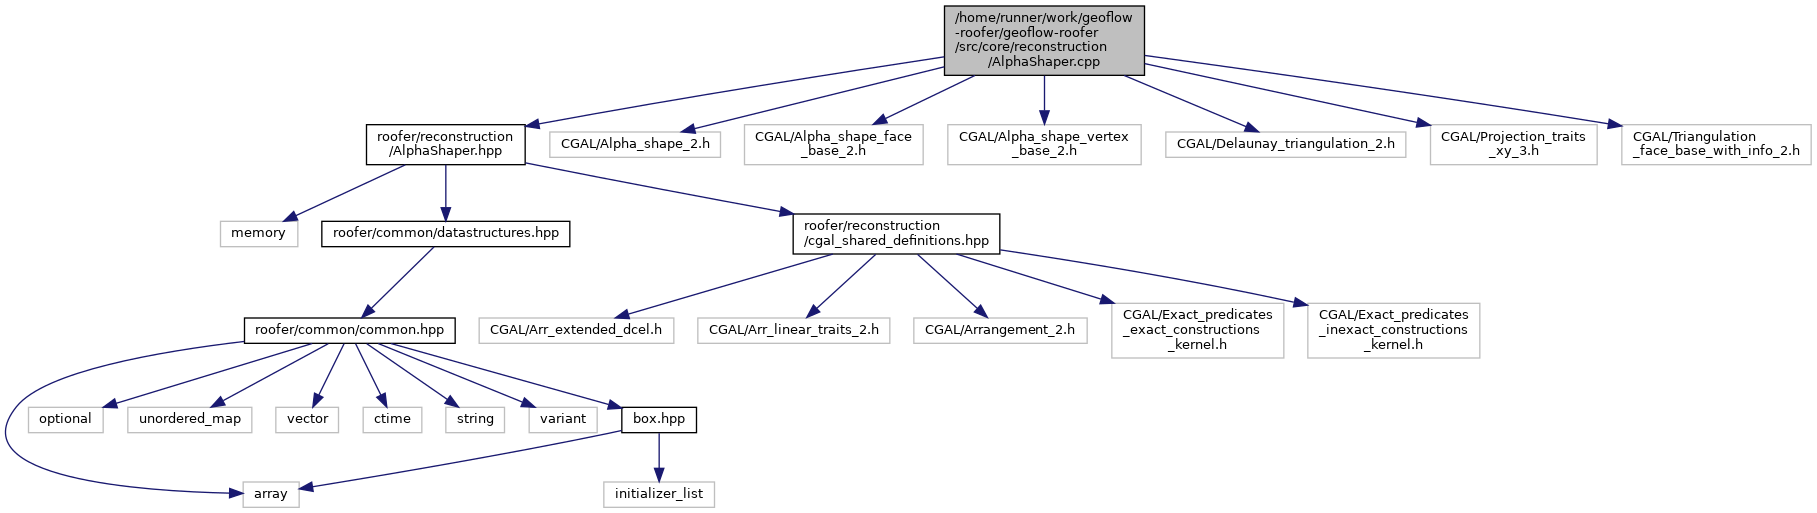 /home/runner/work/geoflow
-roofer/geoflow-roofer
/src/core/reconstruction
/AlphaShaper.cpp
roofer/reconstruction
/AlphaShaper.hpp
CGAL/Alpha_shape_2.h
CGAL/Alpha_shape_face
_base_2.h
CGAL/Alpha_shape_vertex
_base_2.h
CGAL/Delaunay_triangulation_2.h
CGAL/Projection_traits
_xy_3.h
CGAL/Triangulation
_face_base_with_info_2.h
memory
roofer/common/datastructures.hpp
roofer/reconstruction
/cgal_shared_definitions.hpp
roofer/common/common.hpp
CGAL/Arr_extended_dcel.h
CGAL/Arr_linear_traits_2.h
CGAL/Arrangement_2.h
CGAL/Exact_predicates
_exact_constructions
_kernel.h
CGAL/Exact_predicates
_inexact_constructions
_kernel.h
optional
unordered_map
vector
ctime
string
variant
box.hpp
array
initializer_list